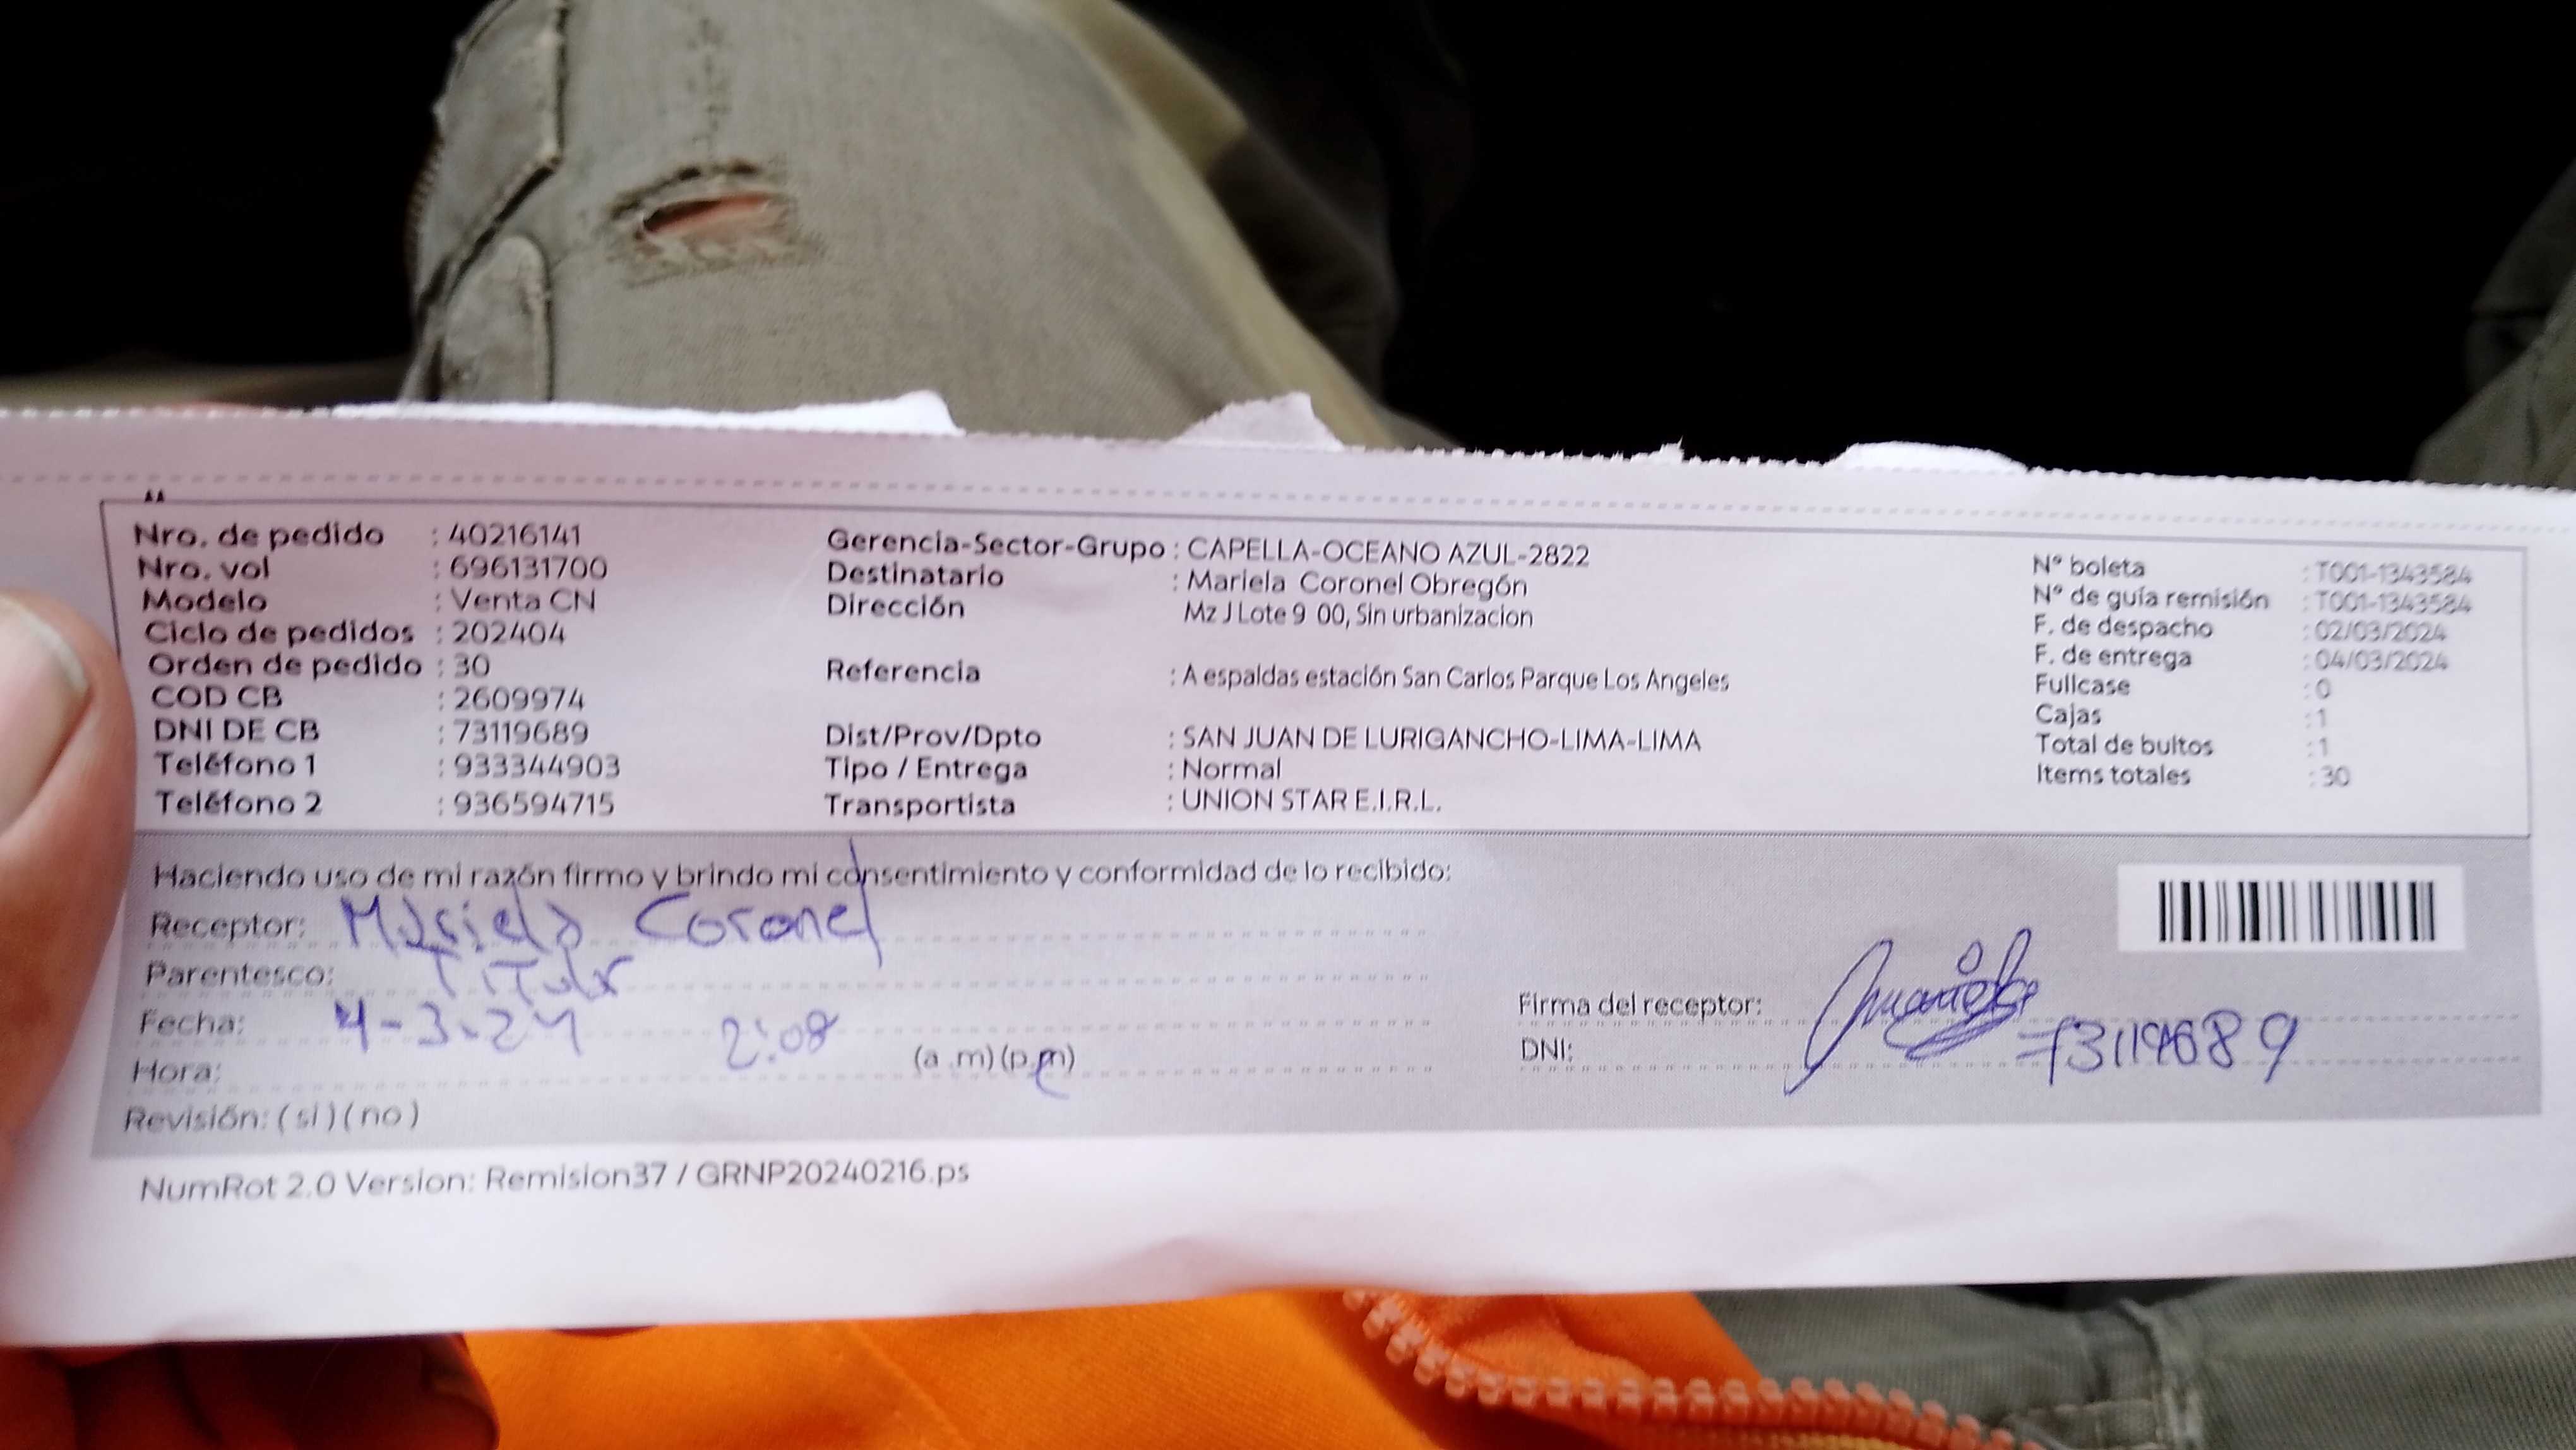 Nro. de pedido : 40216141
Nro. vol : 696131700
Modelo : Venta CN
Ciclo de pedidos : 202404
Orden de pedido : 30
COD CB : 2609974
DNI DE CB : 73119689
Teléfono 1 : 933344903
Teléfono 2 : 936594715
Gerencia-Sector-Grupo : CAPELLA-OCEANO AZUL-2822
Destinatario : Mariela Coronel Obregón
Dirección Mz J Lote 9 00, Sin urbanizacion
Referencia : A espaldas estación San Carlos Parque Los Angeles
Dist/Prov/Dpto : SAN JUAN DE LURIGANCHO-LIMA-LIMA
Tipo / Entrega : Normal
Transportista : UNION STAR E.I.R.L.
N° boleta : T001-1343584
N° de guía remisión : T001-1343584
F. de despacho : 02/03/2024
F. de entrega : 04/03/2024
Fullcase : 0
Cajas : 1
Total de bultos : 1
Items totales : 30
Haciendo uso de mi razón firmo y brindo mi consentimiento y conformidad de lo recibido:
Receptor: Mariela Coronel
Parentesco: Titular
Fecha: 4-3-24
Hora: 2:08 (a .m) (p.m)
Revisión: ( si ) ( no )
Firma del receptor: Mariela
DNI: 73119689
NumRot 2.0 Version: Remision37 / GRNP20240216.ps